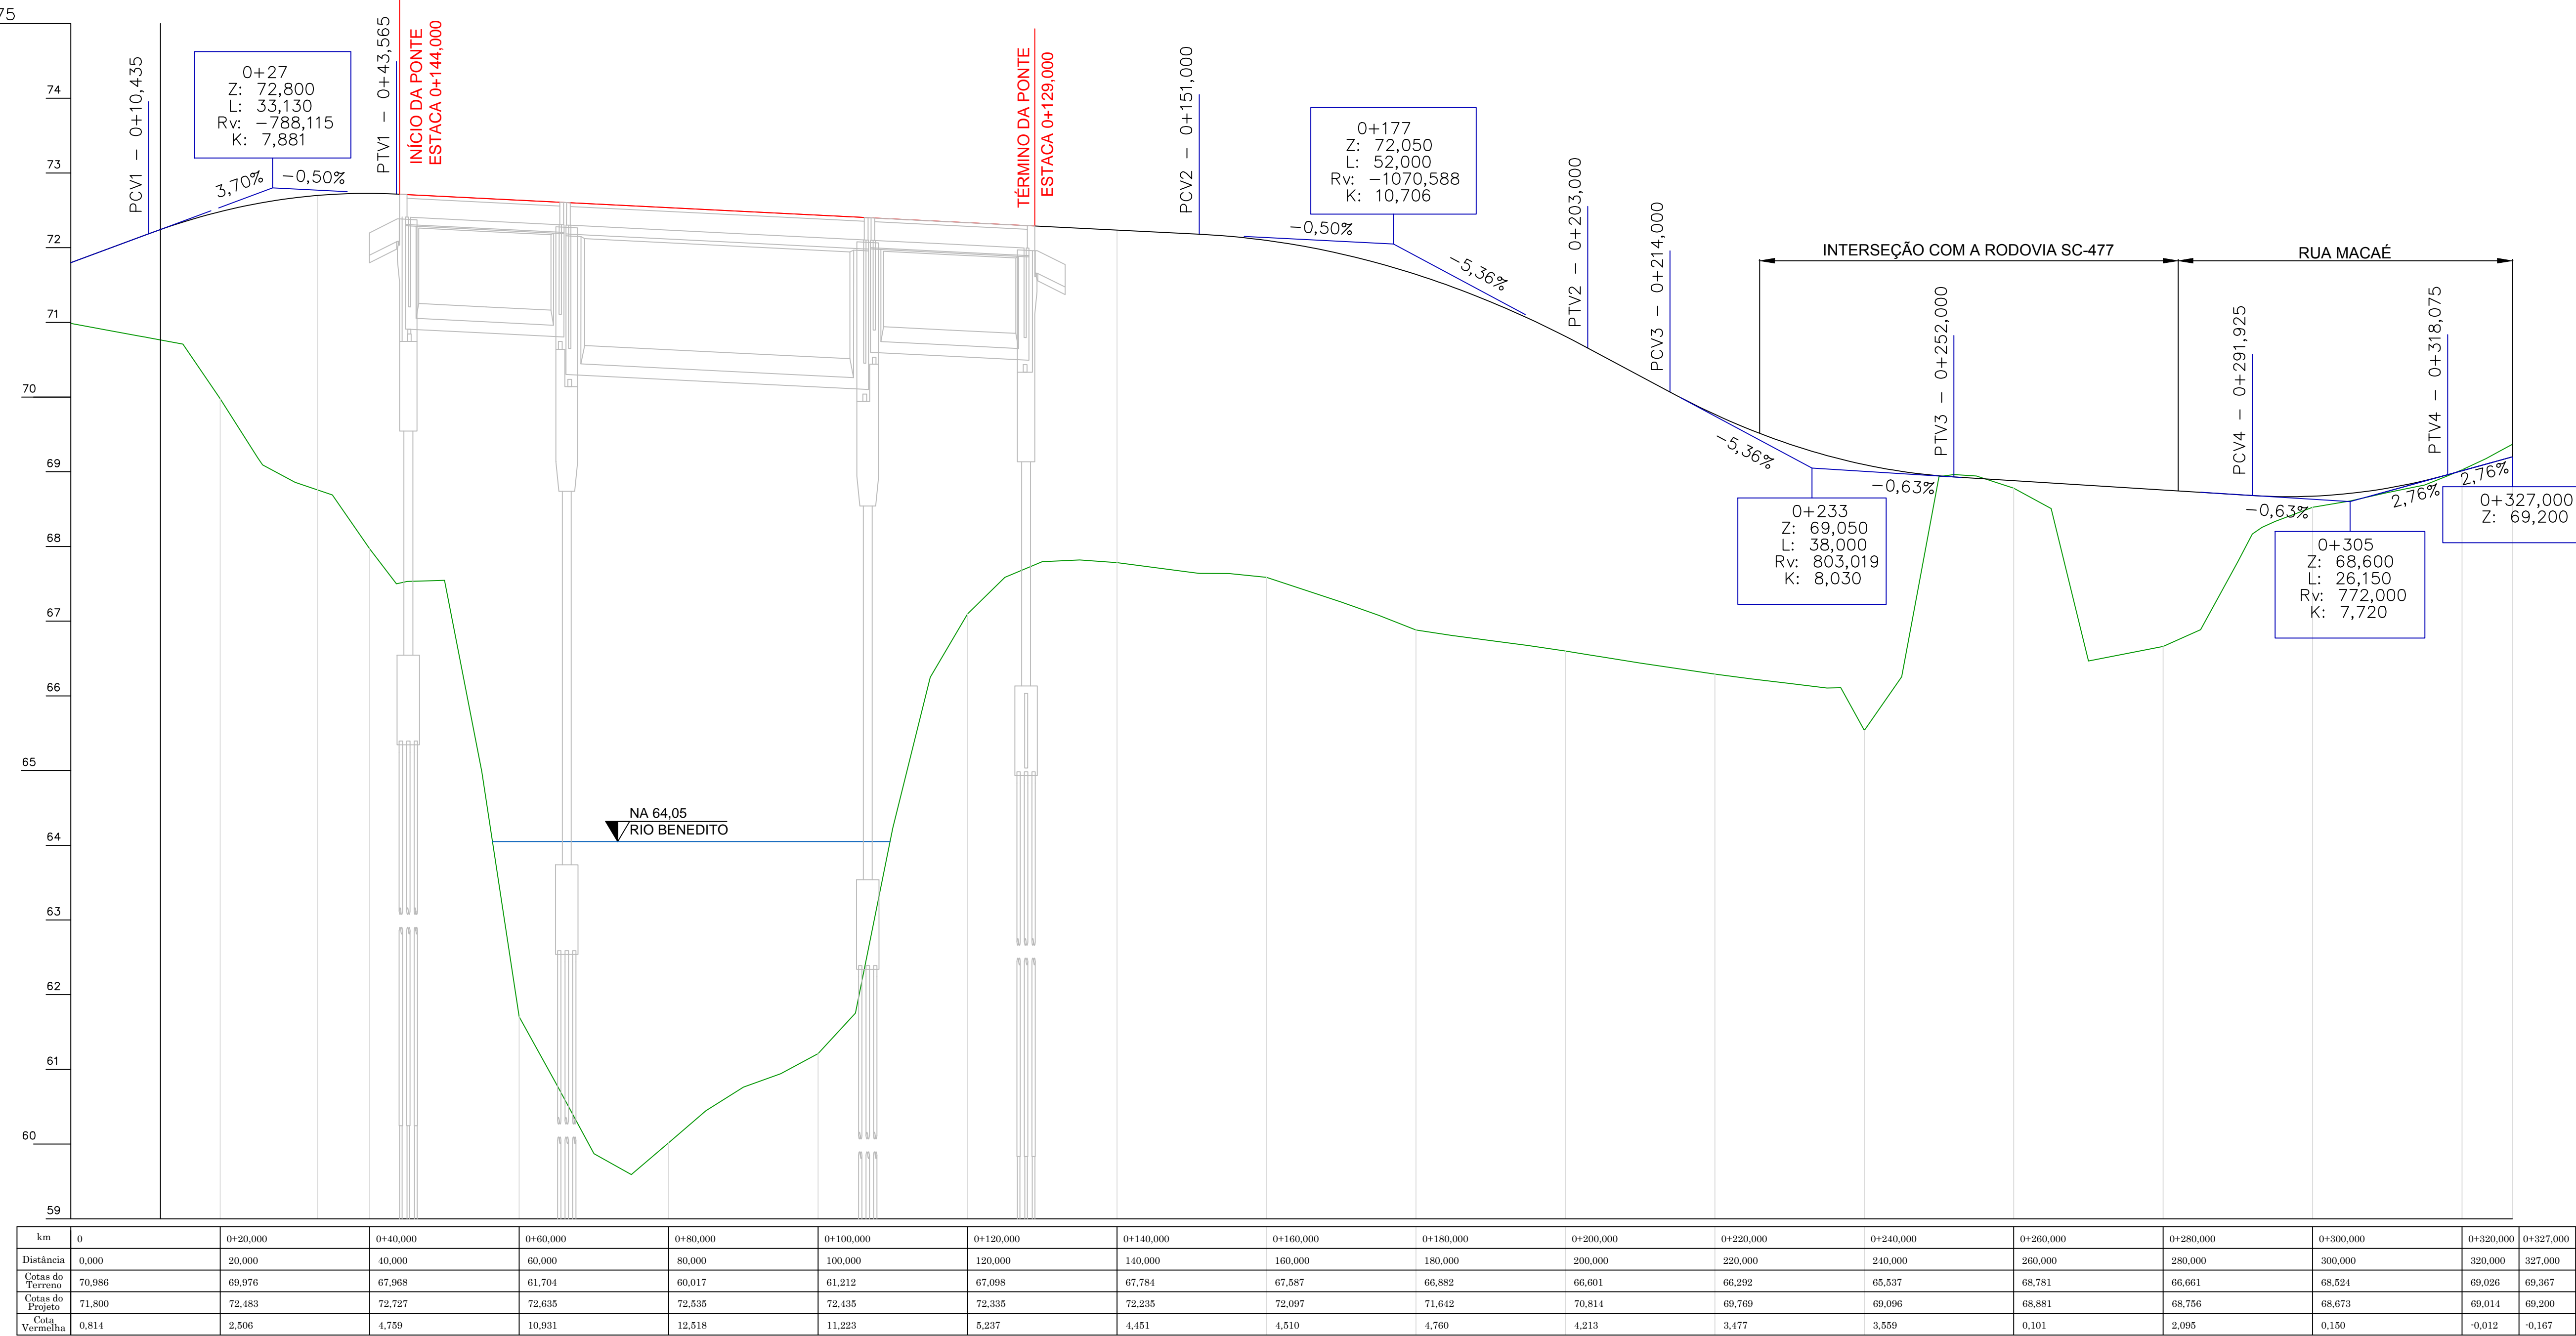 75
74
73
72
71
70
69
68
67
66
65
64
63
62
61
60
59
PCV1 - 0+10,435
0+27
Z: 72,800
L: 33,130
Rv: -788,115
K: 7,881
3,70%
-0,50%
PTV1 - 0+43,565
INÍCIO DA PONTE
ESTACA 0+144,000
TÉRMINO DA PONTE
ESTACA 0+129,000
PCV2 - 0+151,000
0+177
Z: 72,050
L: 52,000
Rv: -1070,588
K: 10,706
-0,50%
-5,36%
PTV2 - 0+203,000
PCV3 - 0+214,000
INTERSEÇÃO COM A RODOVIA SC-477
RUA MACAÉ
PTV3 - 0+252,000
PCV4 - 0+291,925
PTV4 - 0+318,075
-5,36%
-0,63%
0+233
Z: 69,050
L: 38,000
Rv: 803,019
K: 8,030
-0,63%
2,76%
2,76%
0+305
Z: 68,600
L: 26,150
Rv: 772,000
K: 7,720
0+327,000
Z: 69,200
NA 64,05
RIO BENEDITO
km 0 0+20,000 0+40,000 0+60,000 0+80,000 0+100,000 0+120,000 0+140,000 0+160,000 0+180,000 0+200,000 0+220,000 0+240,000 0+260,000 0+280,000 0+300,000 0+320,000 0+327,000
Distância 0,000 20,000 40,000 60,000 80,000 100,000 120,000 140,000 160,000 180,000 200,000 220,000 240,000 260,000 280,000 300,000 320,000 327,000
Cotas do
Terreno 70,986 69,976 67,968 61,704 60,017 61,212 67,098 67,784 67,587 66,882 66,601 66,292 65,537 68,781 66,661 68,524 69,026 69,367
Cotas do
Projeto 71,800 72,483 72,727 72,635 72,535 72,435 72,335 72,235 72,097 71,642 70,814 69,769 69,096 68,881 68,756 68,673 69,014 69,200
Cota
Vermelha 0,814 2,506 4,759 10,931 12,518 11,223 5,237 4,451 4,510 4,760 4,213 3,477 3,559 0,101 2,095 0,150 -0,012 -0,167